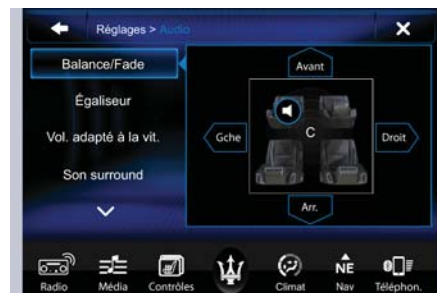 Réglages > Audio
Balance/Fade
Égaliseur
Vol. adapté à la vit.
Son surround
Avant
Gche
C
Droit
Arr.
Radio
Média
Contrôles
Climat
NE
Nav
Téléphon.